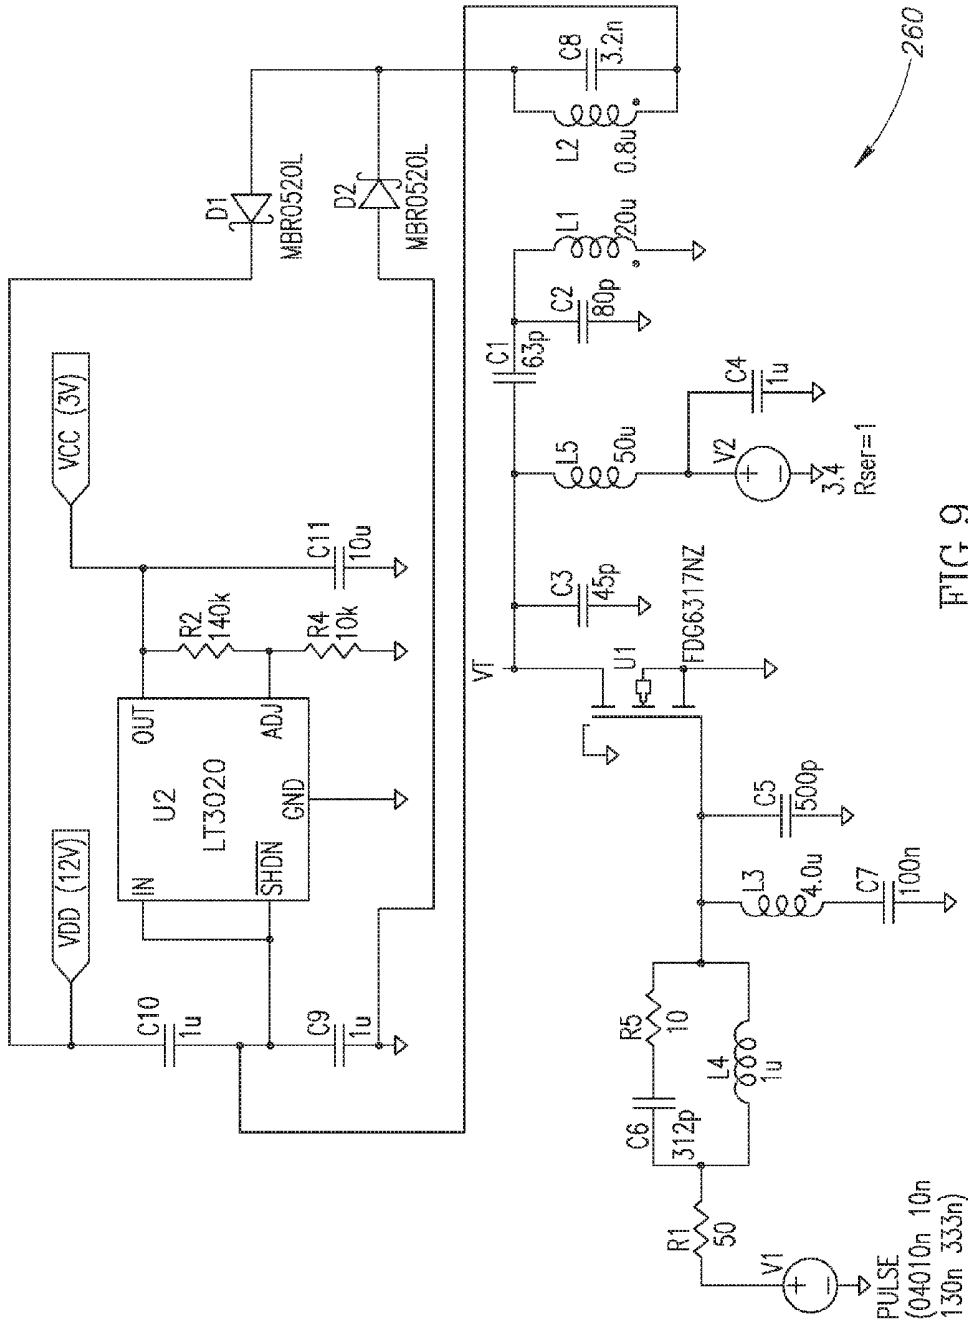 VDD (12V)
VCC (3V)
D1
MBR0520L
D2
MBR0520L
C10
1u
C9
1u
IN
OUT
U2
LT3020
SHDN
GND
ADJ
R2
140k
R4
10k
C11
10u
C8
3.2n
L2
0.8u
L1
20u
C2
80p
C1
63p
L5
50u
C4
1u
V2
3.4
Rser=1
C3
45p
VT
U1
FDG6317NZ
C5
500p
L3
4.0u
C7
100n
R5
10
C6
312p
L4
1u
R1
50
V1
PULSE
(04010n 10n
130n 333n)
260
FIG 9